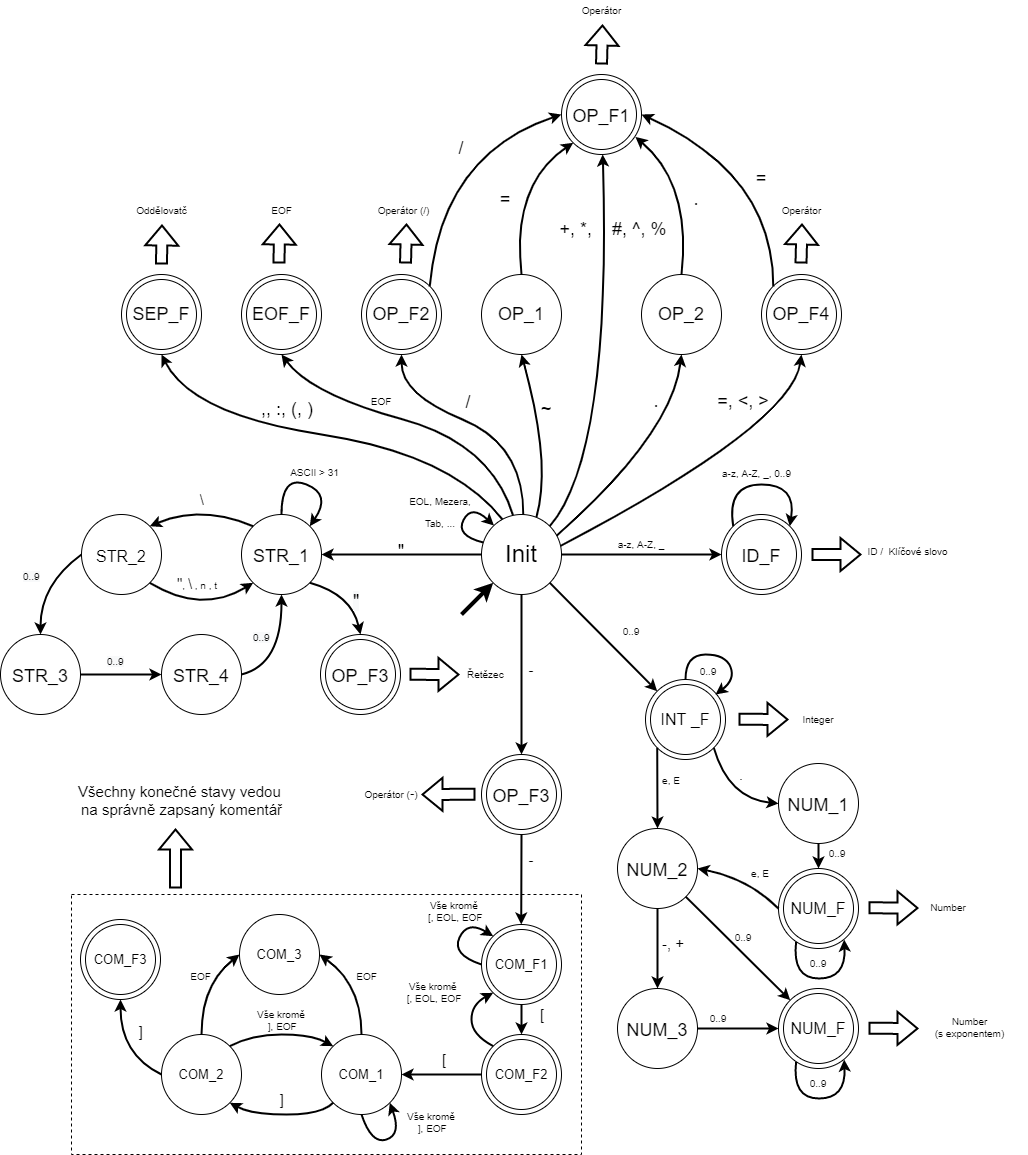 Operátor
OP_F1
/
=
+, *,
#, ^, %
.
=
Oddělovatč
EOF
Operátor (/)
Operátor
SEP_F
EOF_F
OP_F2
OP_1
OP_2
OP_F4
,, :, (, )
EOF
/
~
.
=, <, >
ASCII > 31
\
EOL, Mezera,
Tab, ...
a-z, A-Z, _, 0..9
STR_2
STR_1
"
Init
a-z, A-Z, _
ID_F
ID / Klíčové slovo
0..9
", \, n , t
"
0..9
0..9
0..9
STR_3
STR_4
OP_F3
Řetězec
-
0..9
INT _F
Integer
Všechny konečné stavy vedou
na správně zapsaný komentář
Operátor (-)
OP_F3
e, E
.
NUM_1
-
0..9
NUM_2
e, E
NUM_F
Number
0..9
Vše kromě
[, EOL, EOF
COM_F3
COM_3
COM_F1
-, +
0..9
EOF
EOF
Vše kromě
[, EOL, EOF
Vše kromě
], EOF
[
]
NUM_3
0..9
NUM_F
Number
(s exponentem)
COM_2
COM_1
[
COM_F2
0..9
]
Vše kromě
], EOF